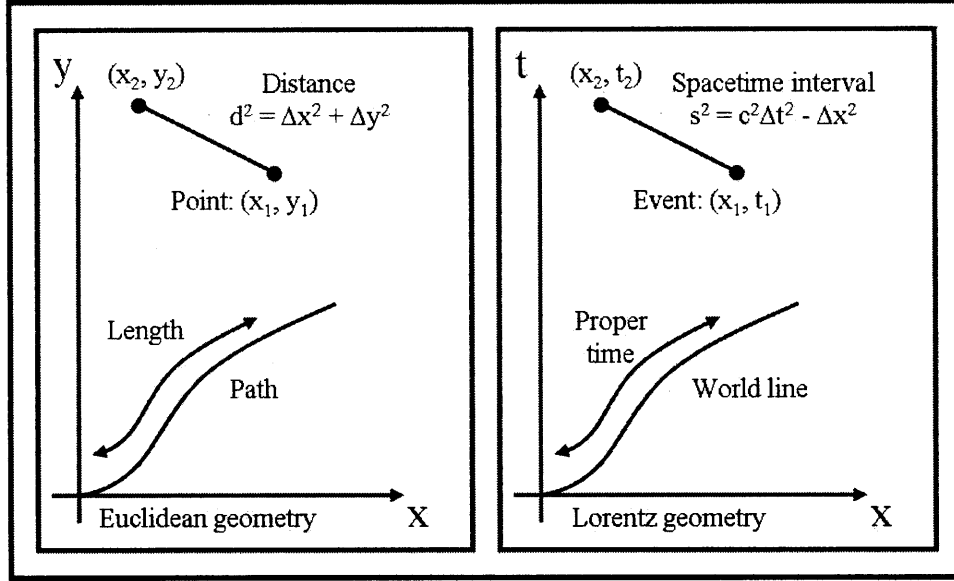 y
(x₂, y₂)
Distance
d² = Δx² + Δy²
Point: (x₁, y₁)
Length
Path
Euclidean geometry
x
t
(x₂, t₂)
Spacetime interval
s² = c²Δt² - Δx²
Event: (x₁, t₁)
Proper
time
World line
Lorentz geometry
x